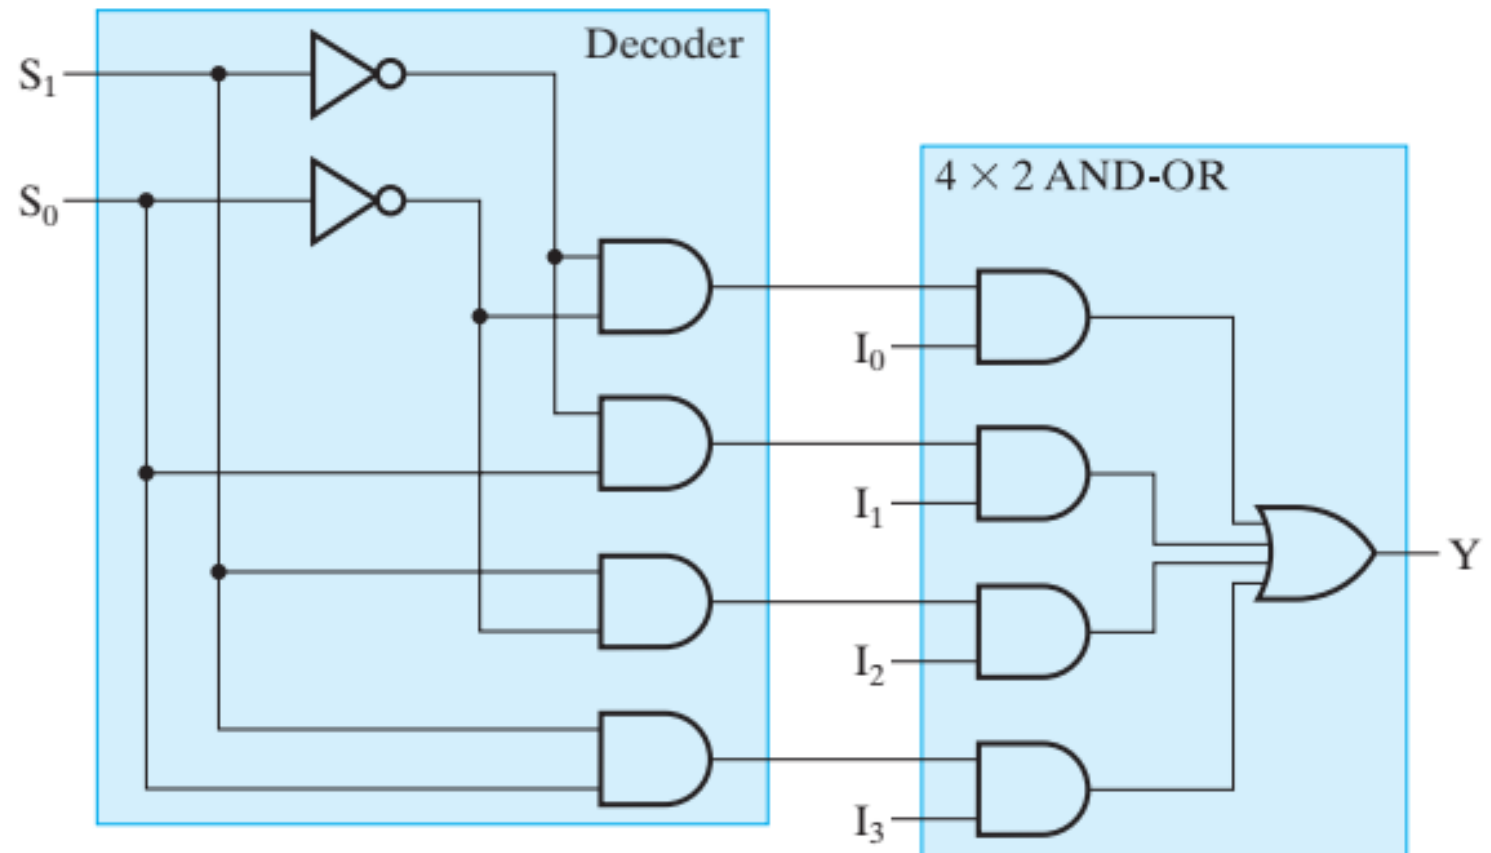 Decoder
S₁
S₀
4 × 2 AND-OR
I₀
I₁
Y
I₂
I₃